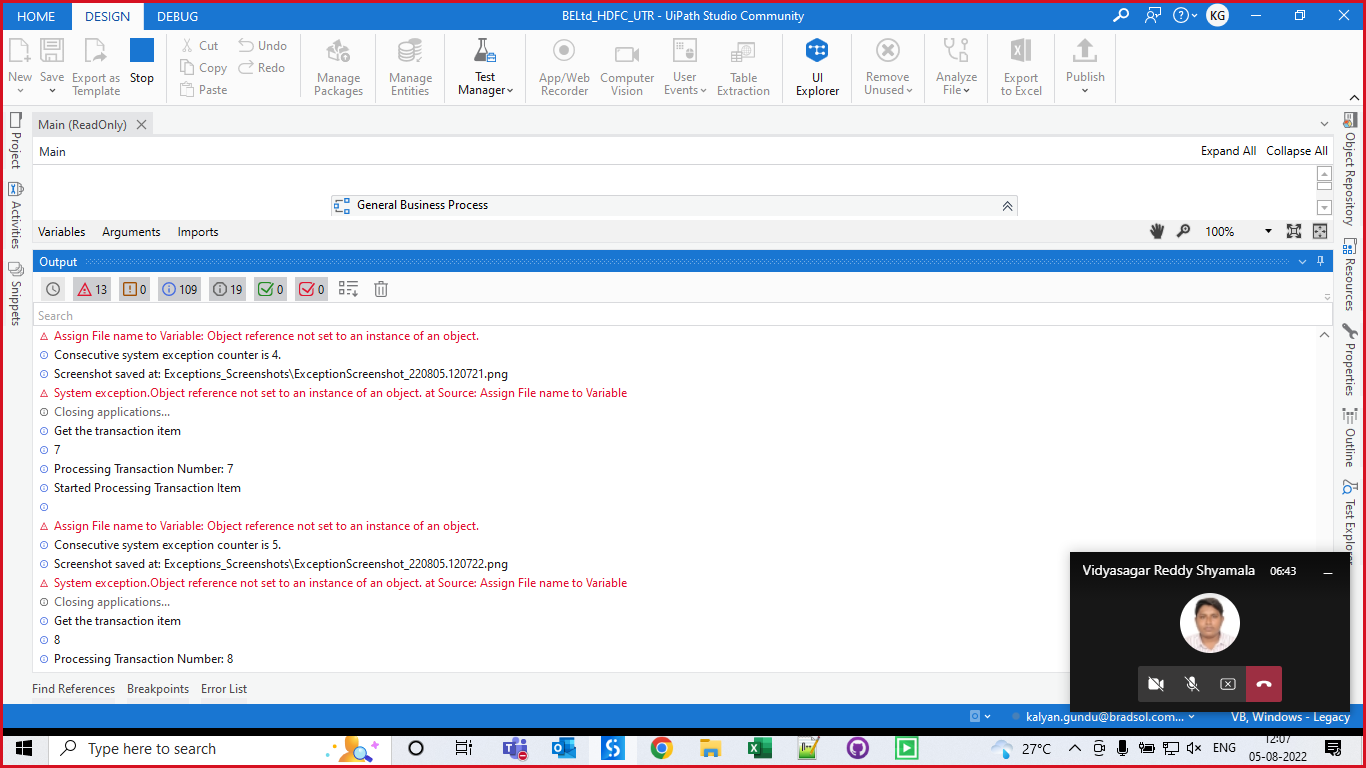 HOME DESIGN DEBUG BELtd_HDFC_UTR - UiPath Studio Community KG
New Save Export as Template Stop Cut Copy Paste Undo Redo Manage Packages Manage Entities Test Manager App/Web Recorder Computer Vision User Events Table Extraction UI Explorer Remove Unused Analyze File Export to Excel Publish
Main (ReadOnly)
Main Expand All Collapse All
General Business Process
Variables Arguments Imports 100%
Output
13 0 109 19 0 0
Search
Assign File name to Variable: Object reference not set to an instance of an object.
Consecutive system exception counter is 4.
Screenshot saved at: Exceptions_Screenshots\ExceptionScreenshot_220805.120721.png
System exception.Object reference not set to an instance of an object. at Source: Assign File name to Variable
Closing applications...
Get the transaction item
7
Processing Transaction Number: 7
Started Processing Transaction Item
Assign File name to Variable: Object reference not set to an instance of an object.
Consecutive system exception counter is 5.
Screenshot saved at: Exceptions_Screenshots\ExceptionScreenshot_220805.120722.png
System exception.Object reference not set to an instance of an object. at Source: Assign File name to Variable
Closing applications...
Get the transaction item
8
Processing Transaction Number: 8
Find References Breakpoints Error List
Project
Activities
Snippets
Object Repository
Resources
Properties
Outline
Test Explorer
Vidyasagar Reddy Shyamala 06:43
kalyan.gundu@bradsol.com... VB, Windows - Legacy
Type here to search 27°C ENG 12:07
05-08-2022